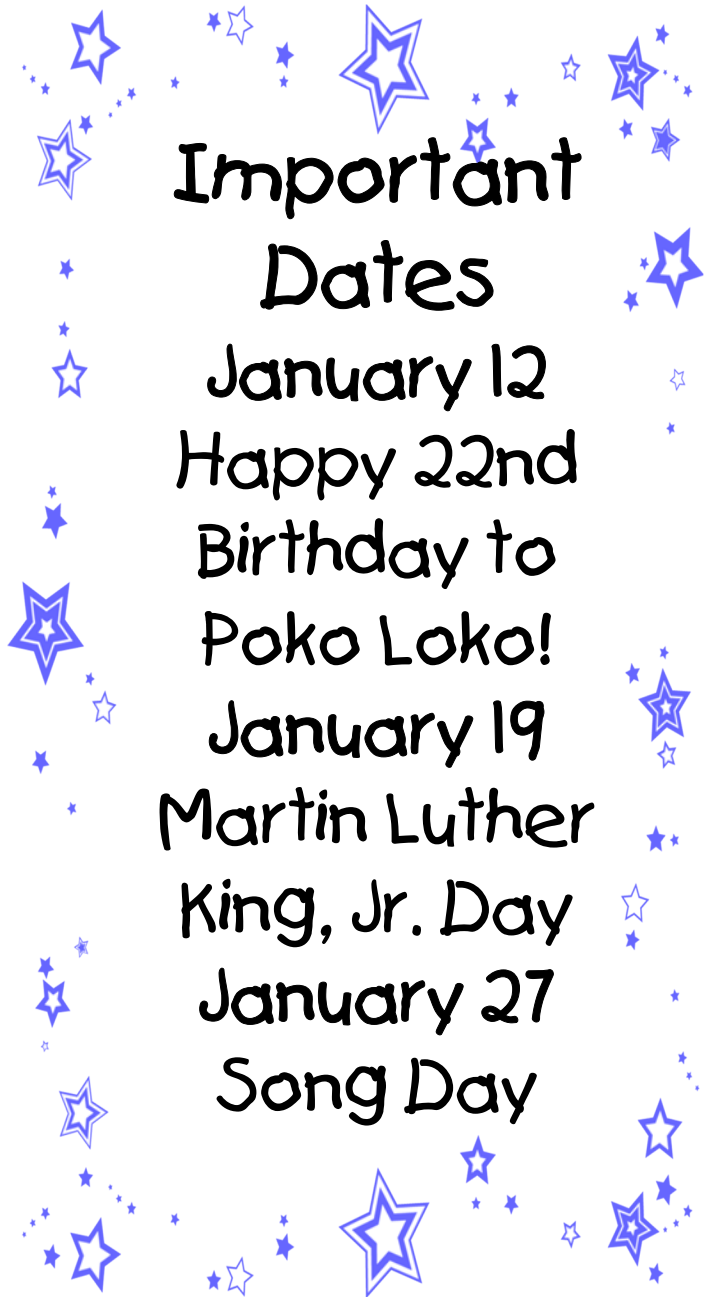 Important
Dates
January 12
Happy 22nd
Birthday to
Poko Loko!
January 19
Martin Luther
King, Jr. Day
January 27
Song Day